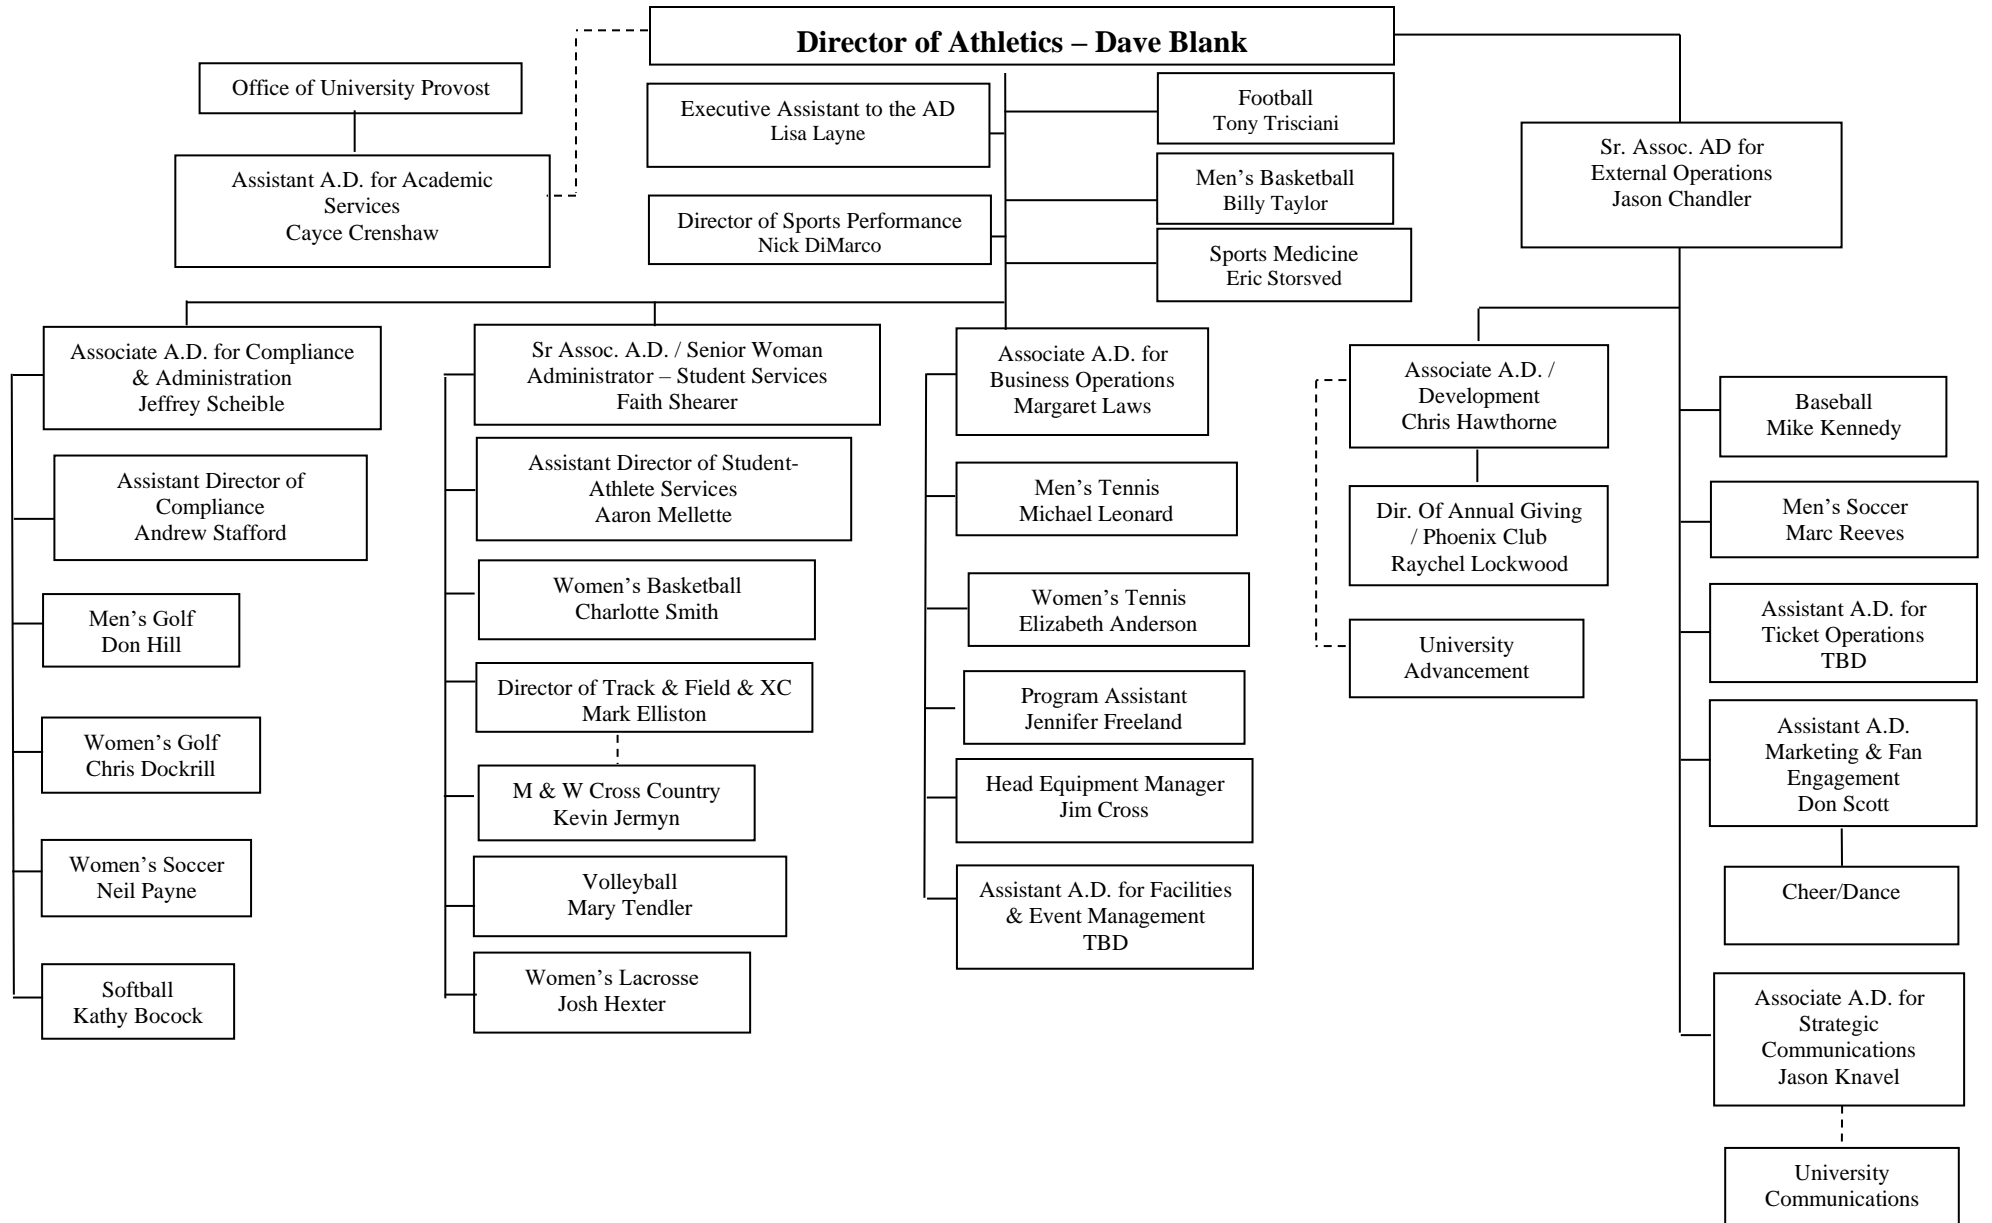 Director of Athletics – Dave Blank
Office of University Provost
Assistant A.D. for Academic
Services
Cayce Crenshaw
Executive Assistant to the AD
Lisa Layne
Director of Sports Performance
Nick DiMarco
Football
Tony Trisciani
Men’s Basketball
Billy Taylor
Sports Medicine
Eric Storsved
Sr. Assoc. AD for
External Operations
Jason Chandler
Associate A.D. for Compliance
& Administration
Jeffrey Scheible
Assistant Director of
Compliance
Andrew Stafford
Men’s Golf
Don Hill
Women’s Golf
Chris Dockrill
Women’s Soccer
Neil Payne
Softball
Kathy Bocock
Sr Assoc. A.D. / Senior Woman
Administrator – Student Services
Faith Shearer
Assistant Director of Student-
Athlete Services
Aaron Mellette
Women’s Basketball
Charlotte Smith
Director of Track & Field & XC
Mark Elliston
M & W Cross Country
Kevin Jermyn
Volleyball
Mary Tendler
Women’s Lacrosse
Josh Hexter
Associate A.D. for
Business Operations
Margaret Laws
Men’s Tennis
Michael Leonard
Women’s Tennis
Elizabeth Anderson
Program Assistant
Jennifer Freeland
Head Equipment Manager
Jim Cross
Assistant A.D. for Facilities
& Event Management
TBD
Associate A.D. /
Development
Chris Hawthorne
Dir. Of Annual Giving
/ Phoenix Club
Raychel Lockwood
University
Advancement
Baseball
Mike Kennedy
Men’s Soccer
Marc Reeves
Assistant A.D. for
Ticket Operations
TBD
Assistant A.D.
Marketing & Fan
Engagement
Don Scott
Cheer/Dance
Associate A.D. for
Strategic
Communications
Jason Knavel
University
Communications